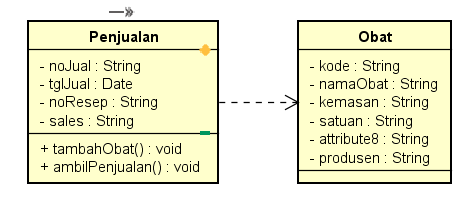 Penjualan
- noJual : String
- tglJual : Date
- noResep : String
- sales : String
+ tambahObat() : void
+ ambilPenjualan() : void
Obat
- kode : String
- namaObat : String
- kemasan : String
- satuan : String
- attribute8 : String
- produsen : String